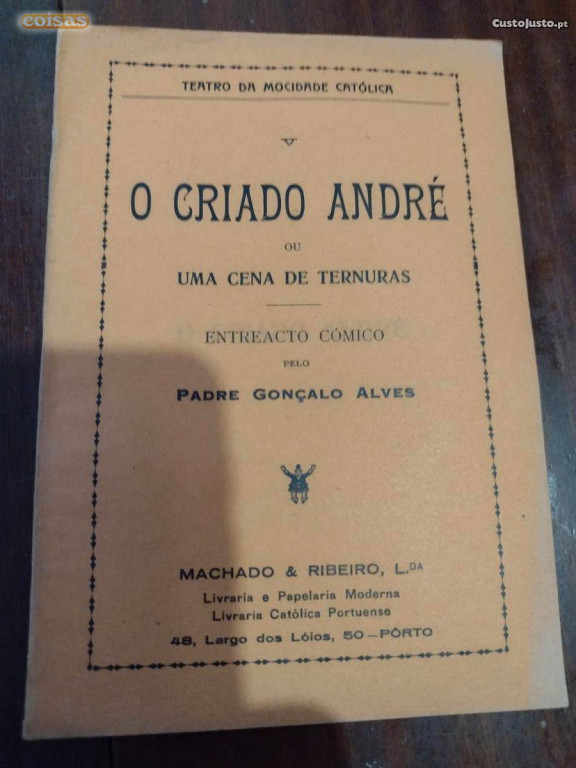 coisas
CustoJusto.pt
TEATRO DA MOCIDADE CATÓLICA
O CRIADO ANDRÉ
OU
UMA CENA DE TERNURAS
ENTREACTO CÓMICO
PELO
PADRE GONÇALO ALVES
MACHADO & RIBEIRO, L.DA
Livraria e Papelaria Moderna
Livraria Católica Portuense
48, Largo dos Lóios, 50—PÔRTO